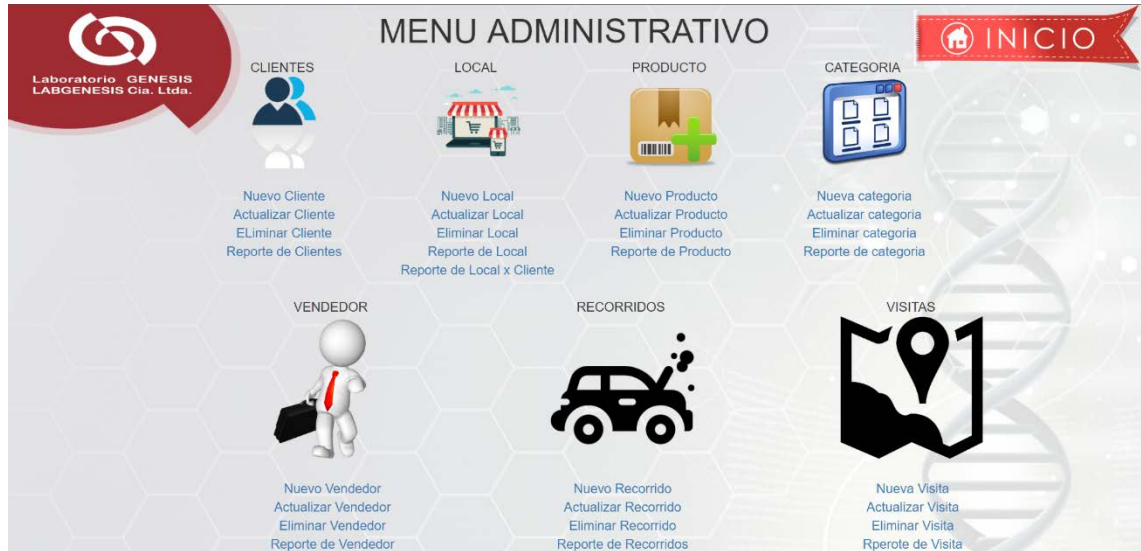 MENU ADMINISTRATIVO
INICIO
Laboratorio GENESIS
LABGENESIS Cia. Ltda.
CLIENTES
Nuevo Cliente
Actualizar Cliente
ELiminar Cliente
Reporte de Clientes
LOCAL
Nuevo Local
Actualizar Local
Eliminar Local
Reporte de Local
Reporte de Local x Cliente
PRODUCTO
Nuevo Producto
Actualizar Producto
Eliminar Producto
Reporte de Producto
CATEGORIA
Nueva categoria
Actualizar categoria
Eliminar categoria
Reporte de categoria
VENDEDOR
Nuevo Vendedor
Actualizar Vendedor
Eliminar Vendedor
Reporte de Vendedor
RECORRIDOS
Nuevo Recorrido
Actualizar Recorrido
Eliminar Recorrido
Reporte de Recorridos
VISITAS
Nueva Visita
Actualizar Visita
Eliminar Visita
Rperote de Visita